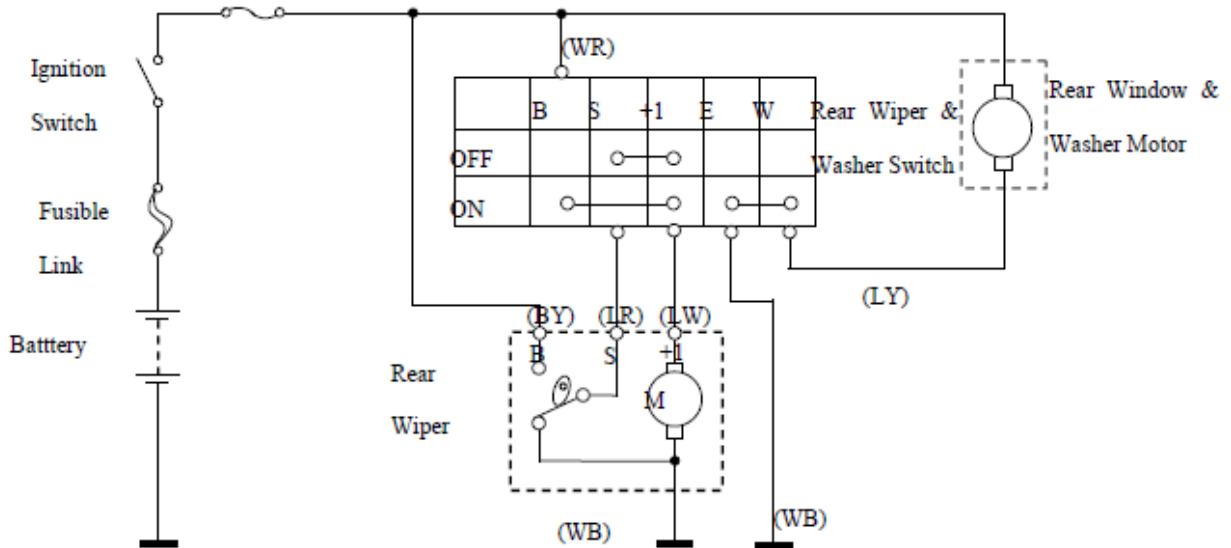 Ignition
Switch
Fusible
Link
Batttery
(WR)
B S +1 E W
OFF
ON
Rear Wiper &
Washer Switch
Rear Window &
Washer Motor
(LY)
(BY) (LR) (LW)
B S +1
M
Rear
Wiper
(WB)
(WB)